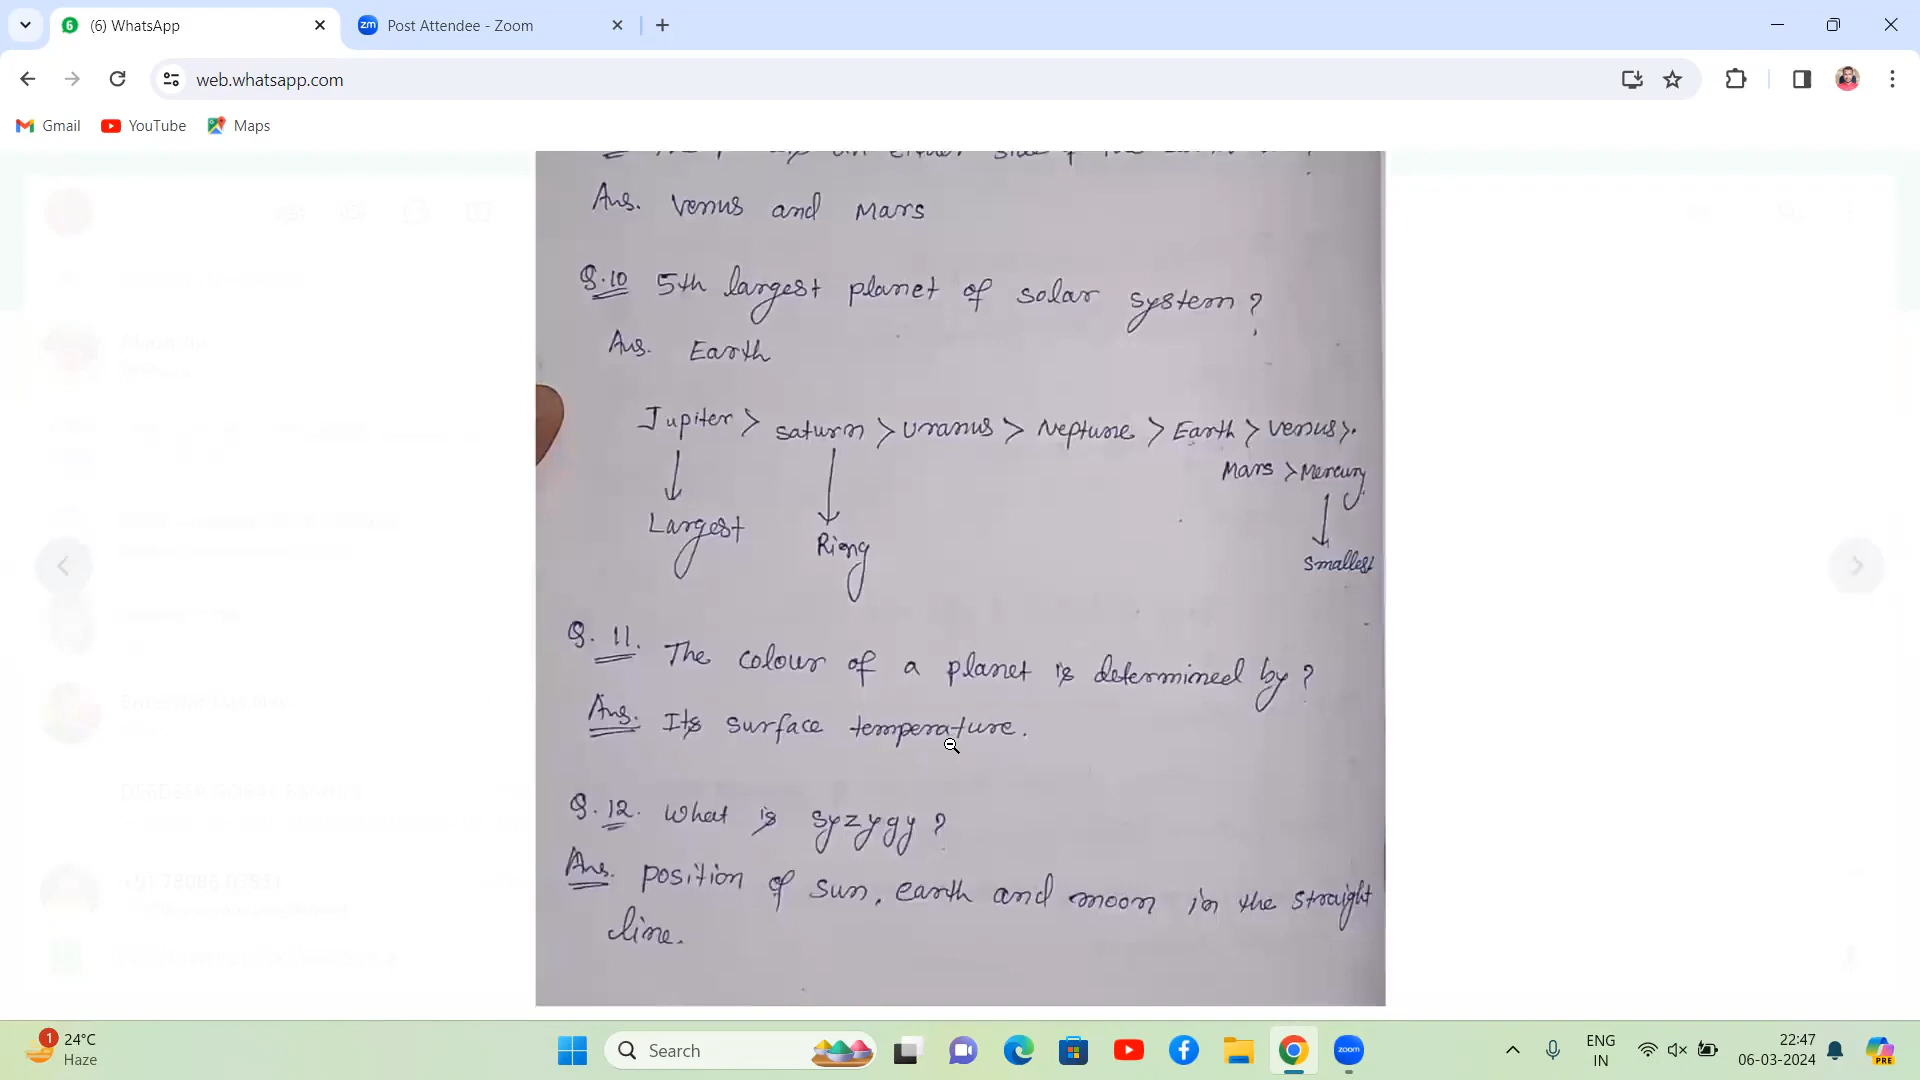 (6) WhatsApp
Post Attendee - Zoom
web.whatsapp.com
Gmail
YouTube
Maps
Ans. Venus and Mars
Q.10 5th largest planet of solar system ?
Ans. Earth
Jupiter > saturn > Uranus > Neptune > Earth > Venus >
Mars > Mercury
Largest
Smallest
Q. 11. The colour of a planet is determined by ?
Ans. Its surface temperature.
Q. 12. What is syzygy ?
Ans. position of sun, earth and moon in the straight
line.
1
24°C
Haze
Search
zoom
ENG
IN
22:47
06-03-2024
PRE